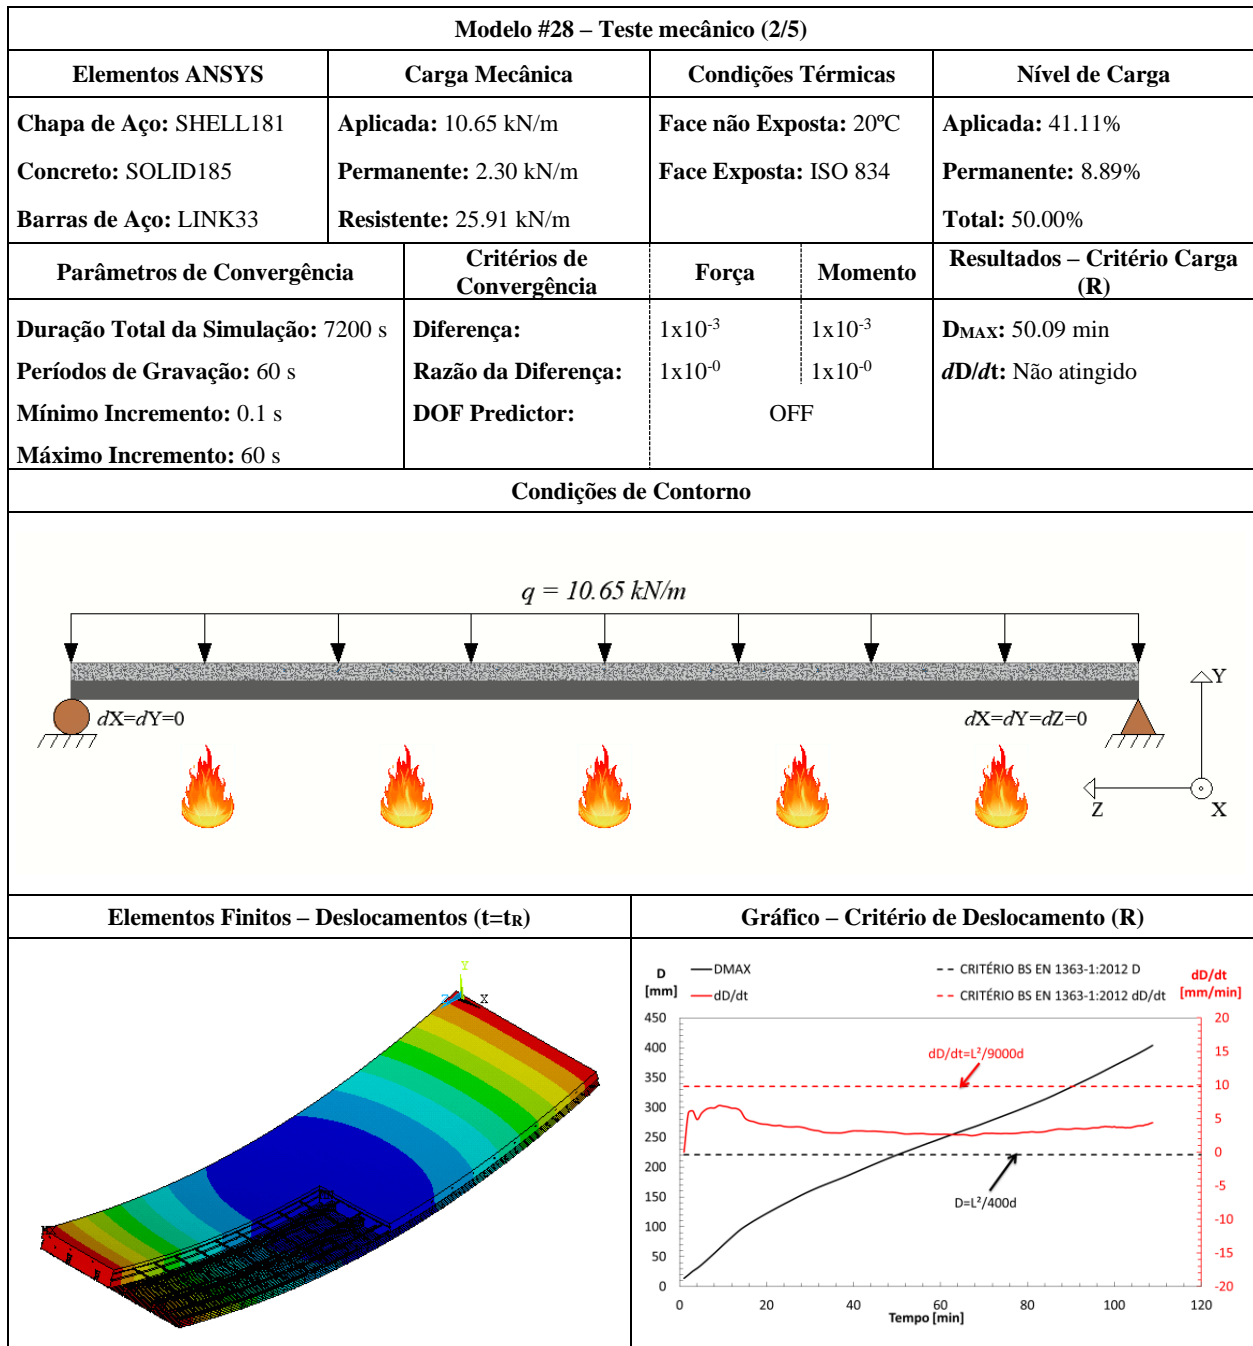 Modelo #28 – Teste mecânico (2/5)
Elementos ANSYS
Carga Mecânica
Condições Térmicas
Nível de Carga
Chapa de Aço: SHELL181
Concreto: SOLID185
Barras de Aço: LINK33
Aplicada: 10.65 kN/m
Permanente: 2.30 kN/m
Resistente: 25.91 kN/m
Face não Exposta: 20ºC
Face Exposta: ISO 834
Aplicada: 41.11%
Permanente: 8.89%
Total: 50.00%
Parâmetros de Convergência
Critérios de
Convergência
Força
Momento
Resultados – Critério Carga
(R)
Duração Total da Simulação: 7200 s
Períodos de Gravação: 60 s
Mínimo Incremento: 0.1 s
Máximo Incremento: 60 s
Diferença: 1x10⁻³ 1x10⁻³
Razão da Diferença: 1x10⁻⁰ 1x10⁻⁰
DOF Predictor: OFF
DMAX: 50.09 min
dD/dt: Não atingido
Condições de Contorno
q = 10.65 kN/m
dX=dY=0
dX=dY=dZ=0
Y
Z
X
Elementos Finitos – Deslocamentos (t=tR)
Gráfico – Critério de Deslocamento (R)
Y
Z
X
D
[mm]
DMAX
dD/dt
CRITÉRIO BS EN 1363-1:2012 D
CRITÉRIO BS EN 1363-1:2012 dD/dt
dD/dt
[mm/min]
450
400
350
300
250
200
150
100
50
0
20
15
10
5
0
-5
-10
-15
-20
dD/dt=L²/9000d
D=L²/400d
0 20 40 60 80 100 120
Tempo [min]